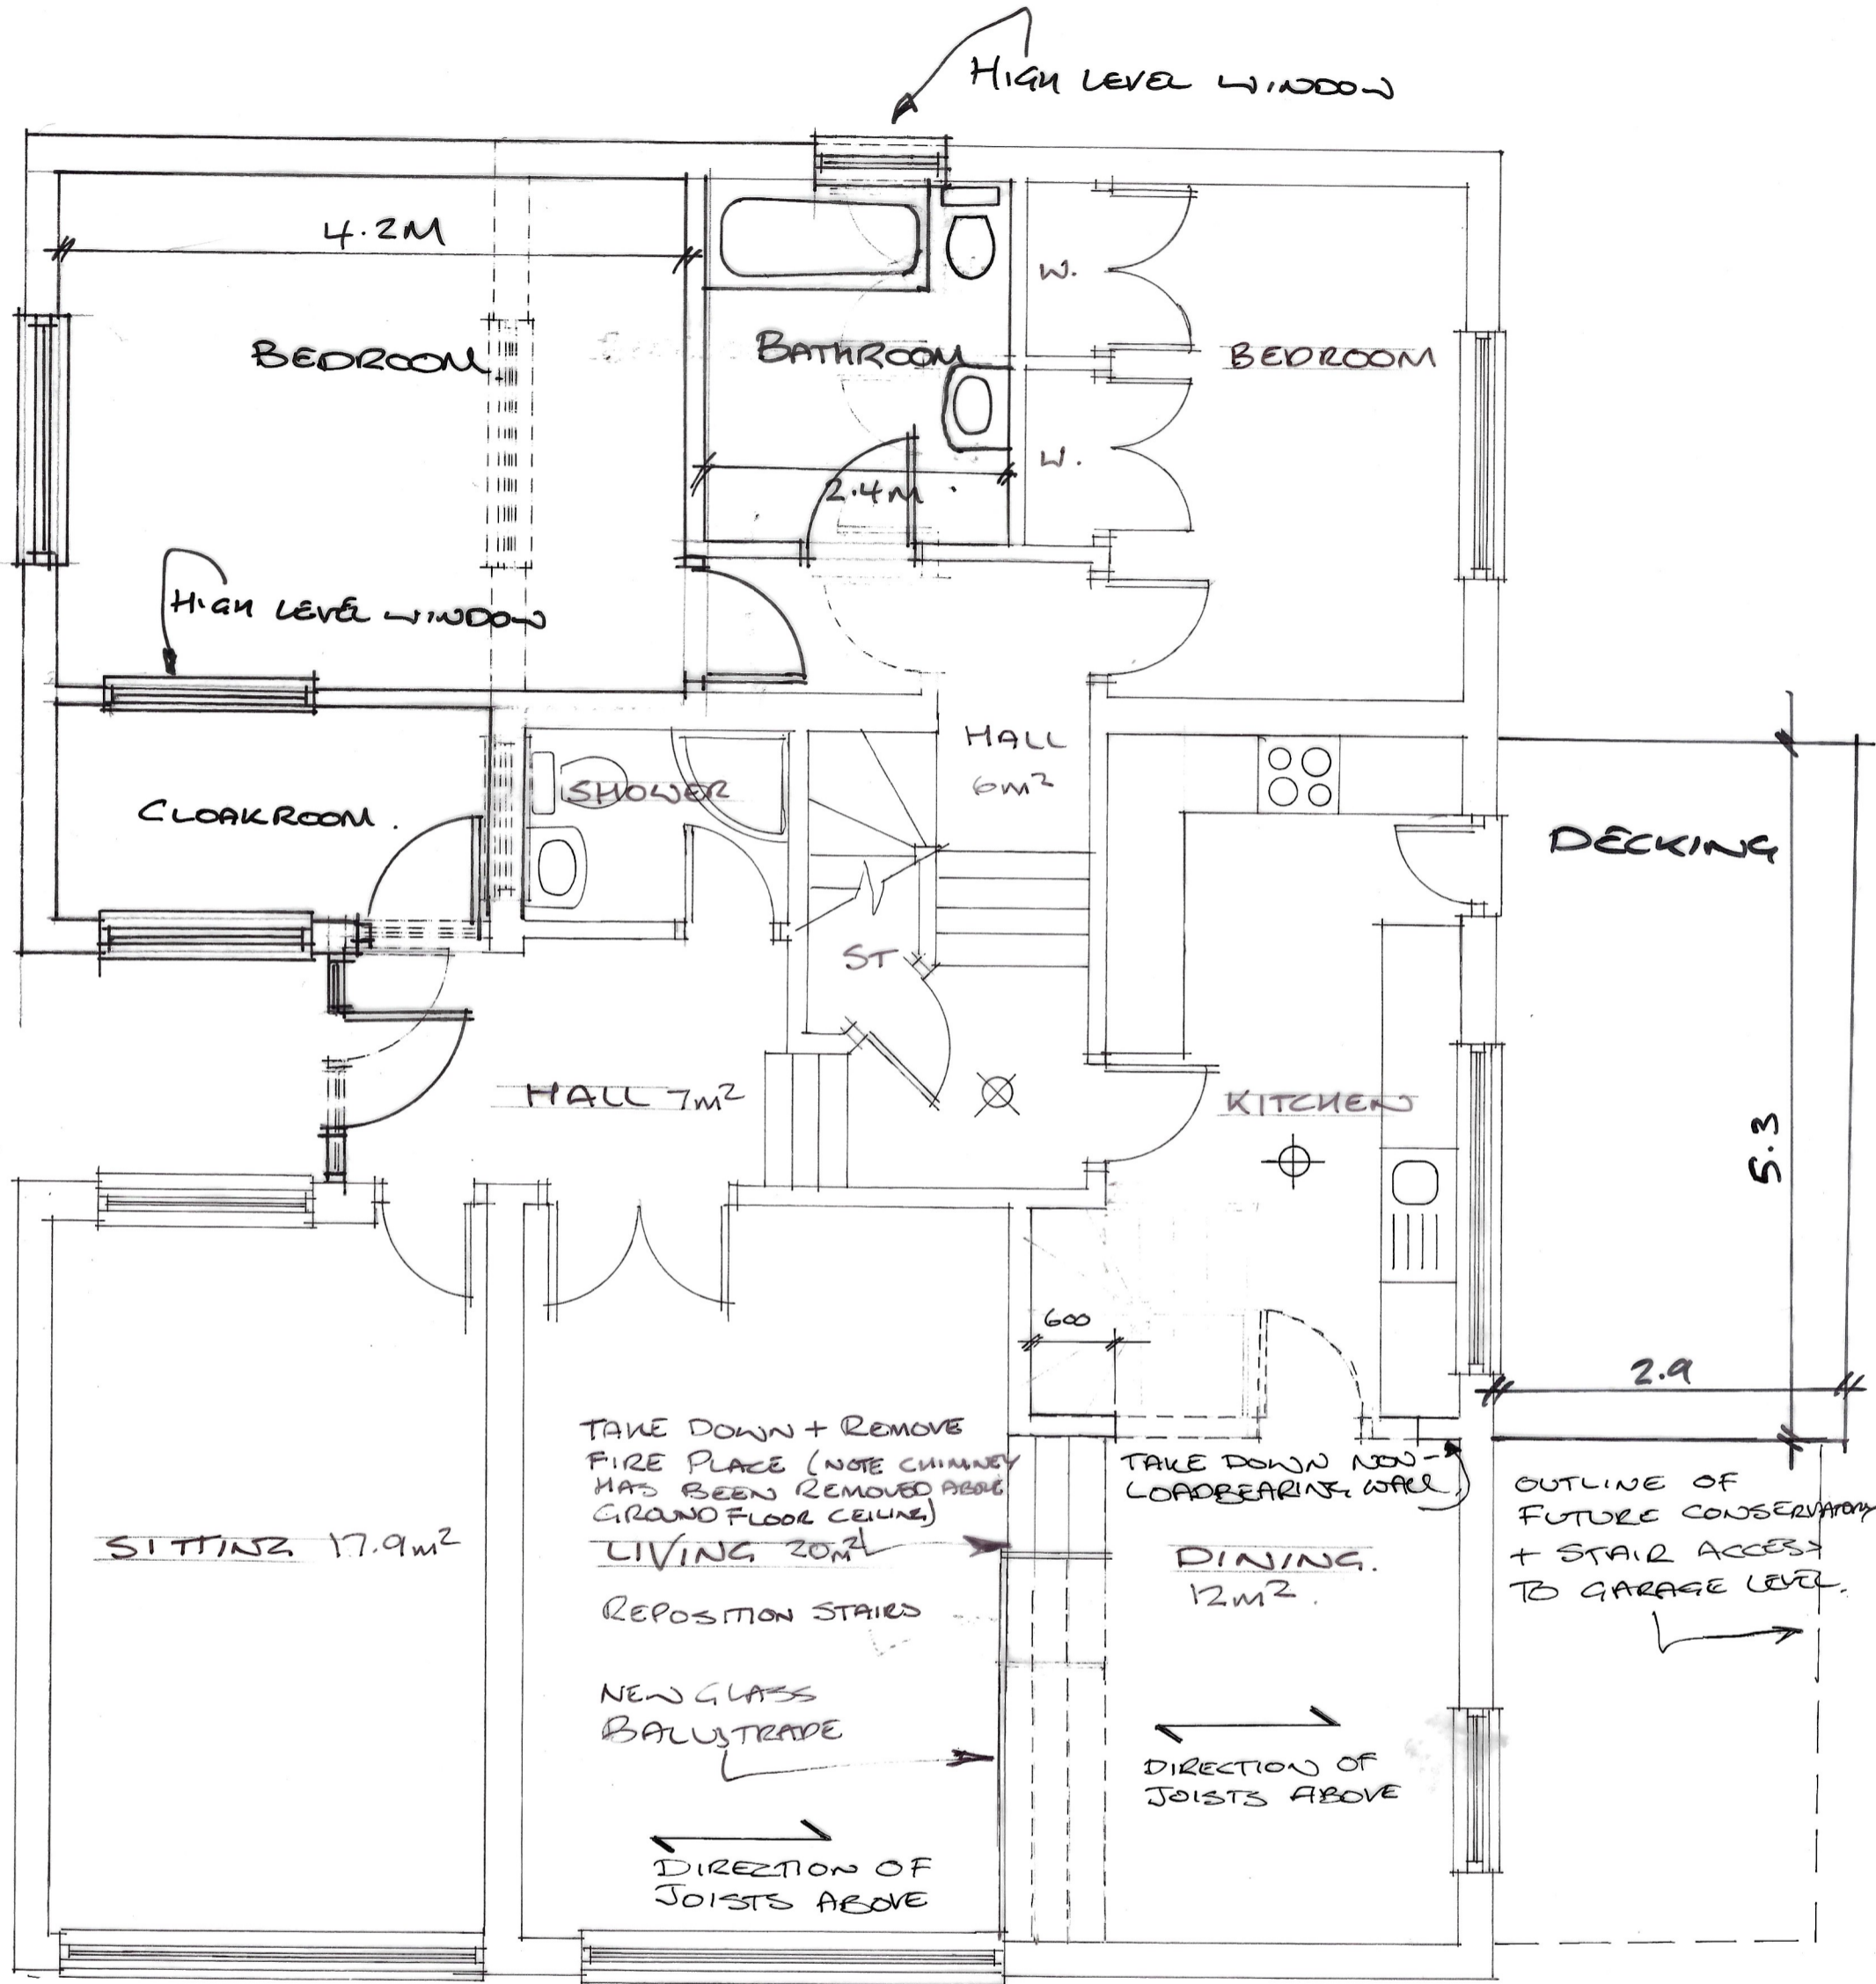 HIGH LEVEL WINDOW
4.2M
BEDROOM
BATHROOM
W.
BEDROOM
W.
2.4M
HIGH LEVEL WINDOW
HALL
6m²
SHOWER
CLOAKROOM.
DECKING
ST
HALL 7m²
KITCHEN
5.3
600
2.9
TAKE DOWN + REMOVE
FIRE PLACE (NOTE CHIMNEY
HAS BEEN REMOVED ABOVE
GROUND FLOOR CEILING)
TAKE DOWN NON-
LOADBEARING WALL
OUTLINE OF
FUTURE CONSERVATORY
+ STAIR ACCESS
TO GARAGE LEVEL.
SITTING 17.9m²
LIVING 20m²
DINING.
12m².
REPOSITION STAIRS
NEW GLASS
BALUSTRADE
DIRECTION OF
JOISTS ABOVE
DIRECTION OF
JOISTS ABOVE